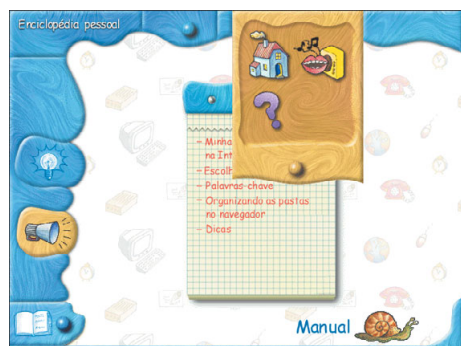 Enciclopédia pessoal
- Minha
na Int
- Escolh
- Palavras-chave
- Organizando as pastas
no navegador
- Dicas
Manual